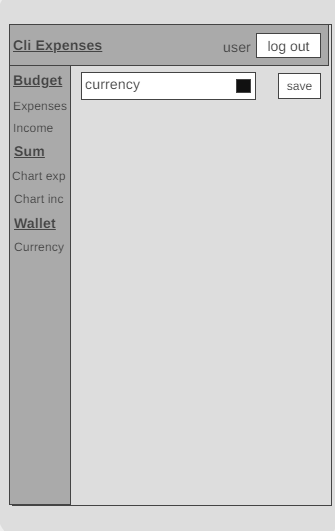 Cli Expenses
user
log out
Budget
Expenses
Income
Sum
Chart exp
Chart inc
Wallet
Currency
currency
save